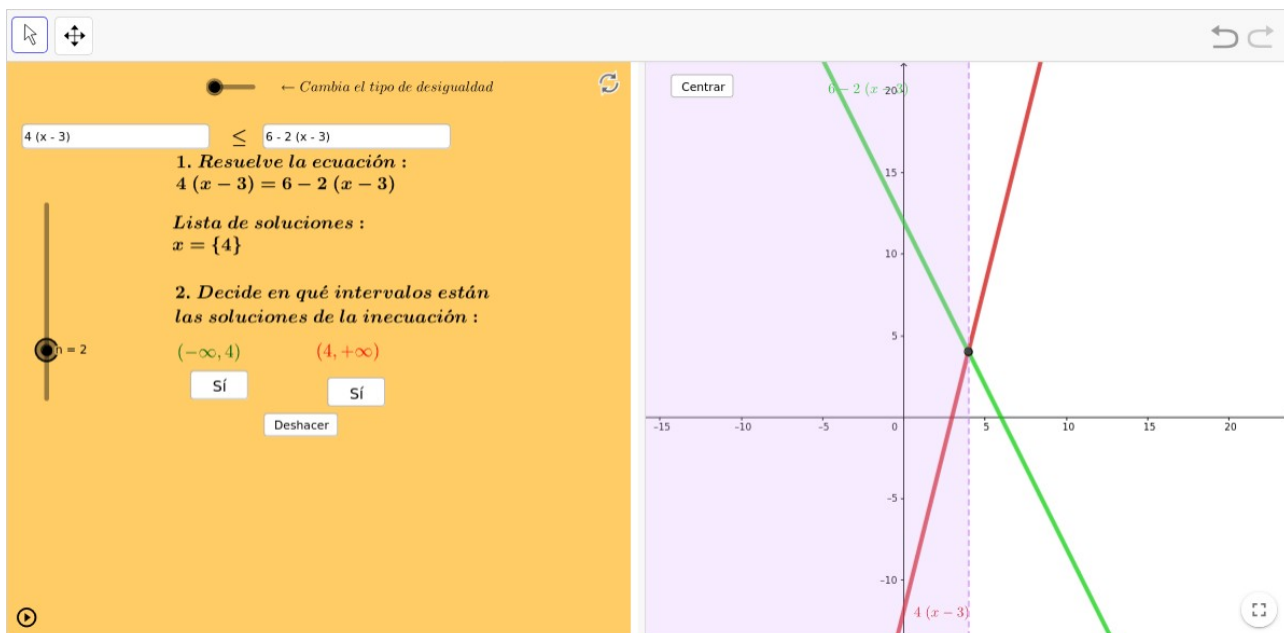 ← Cambia el tipo de desigualdad
4 (x - 3) ≤ 6 - 2 (x - 3)
1. Resuelve la ecuación :
4 (x − 3) = 6 − 2 (x − 3)
Lista de soluciones :
x = {4}
2. Decide en qué intervalos están
las soluciones de la inecuación :
n = 2
(−∞, 4) (4, +∞)
Sí Sí
Deshacer
Centrar
6 − 2 (x − 3)
20
15
10
5
-15 -10 -5 0 5 10 15 20
-5
-10
4 (x − 3)